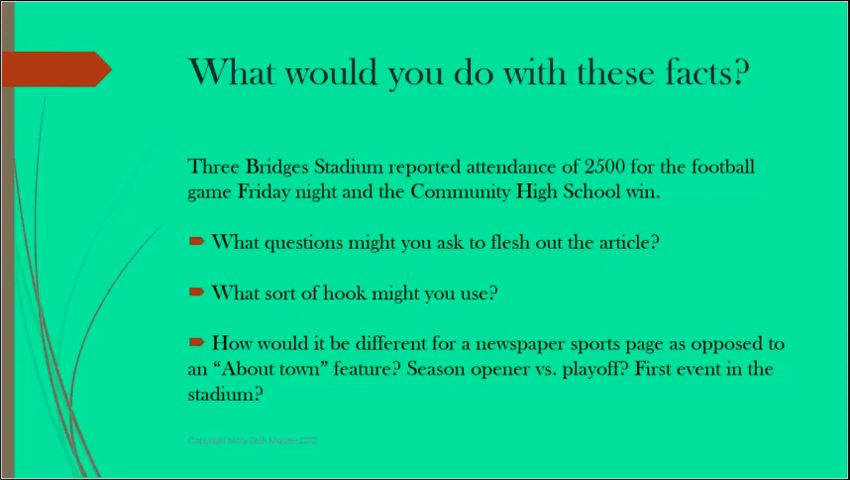 What would you do with these facts?
Three Bridges Stadium reported attendance of 2500 for the football
game Friday night and the Community High School win.
What questions might you ask to flesh out the article?
What sort of hook might you use?
How would it be different for a newspaper sports page as opposed to
an “About town” feature? Season opener vs. playoff? First event in the
stadium?
Copyright Mary Beth